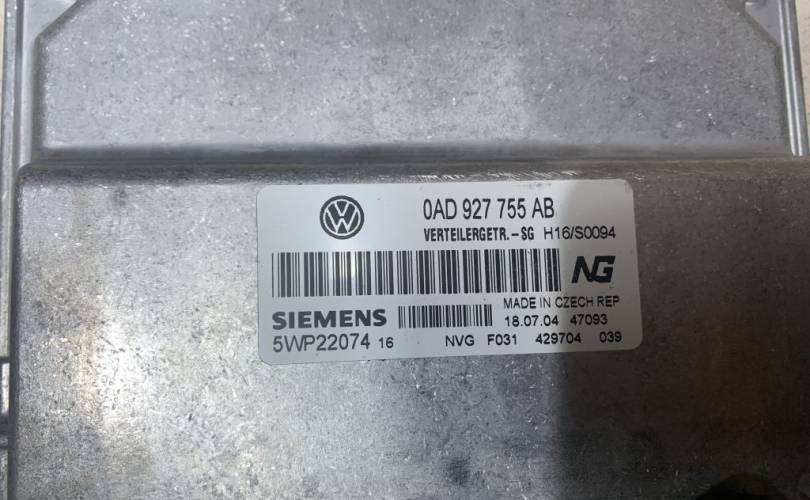 0AD 927 755 AB
VERTEILERGETR.-SG H16/S0094
NG
MADE IN CZECH REP
SIEMENS 18.07.04 47093
5WP22074 16 NVG F031 429704 039